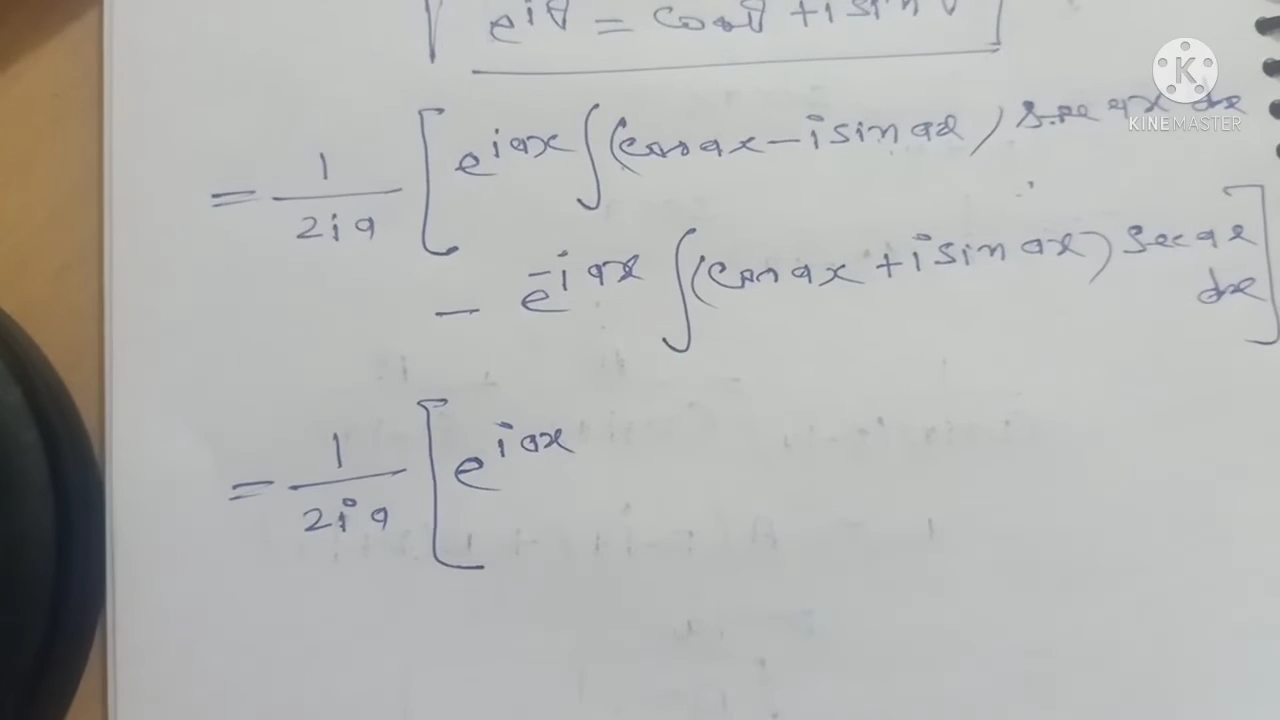 e^{iθ} = cosθ + i sinθ
KINEMASTER
= 1/2ia [ e^{iax} ∫ (cos ax - i sin ax) sec ax dx
- e^{-iax} ∫ (cos ax + i sin ax) sec ax dx ]
= 1/2ia [ e^{iax}